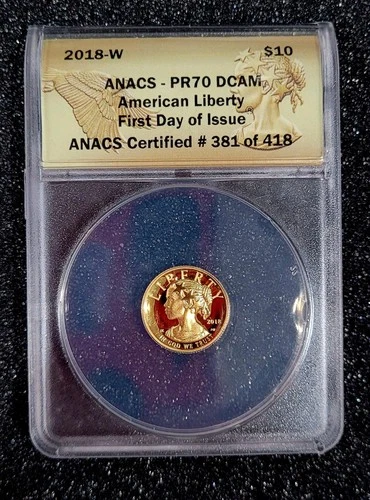 2018-W $10
ANACS - PR70 DCAM
American Liberty
First Day of Issue
ANACS Certified # 381 of 418
LIBERTY
2018
W
IN GOD WE TRUST